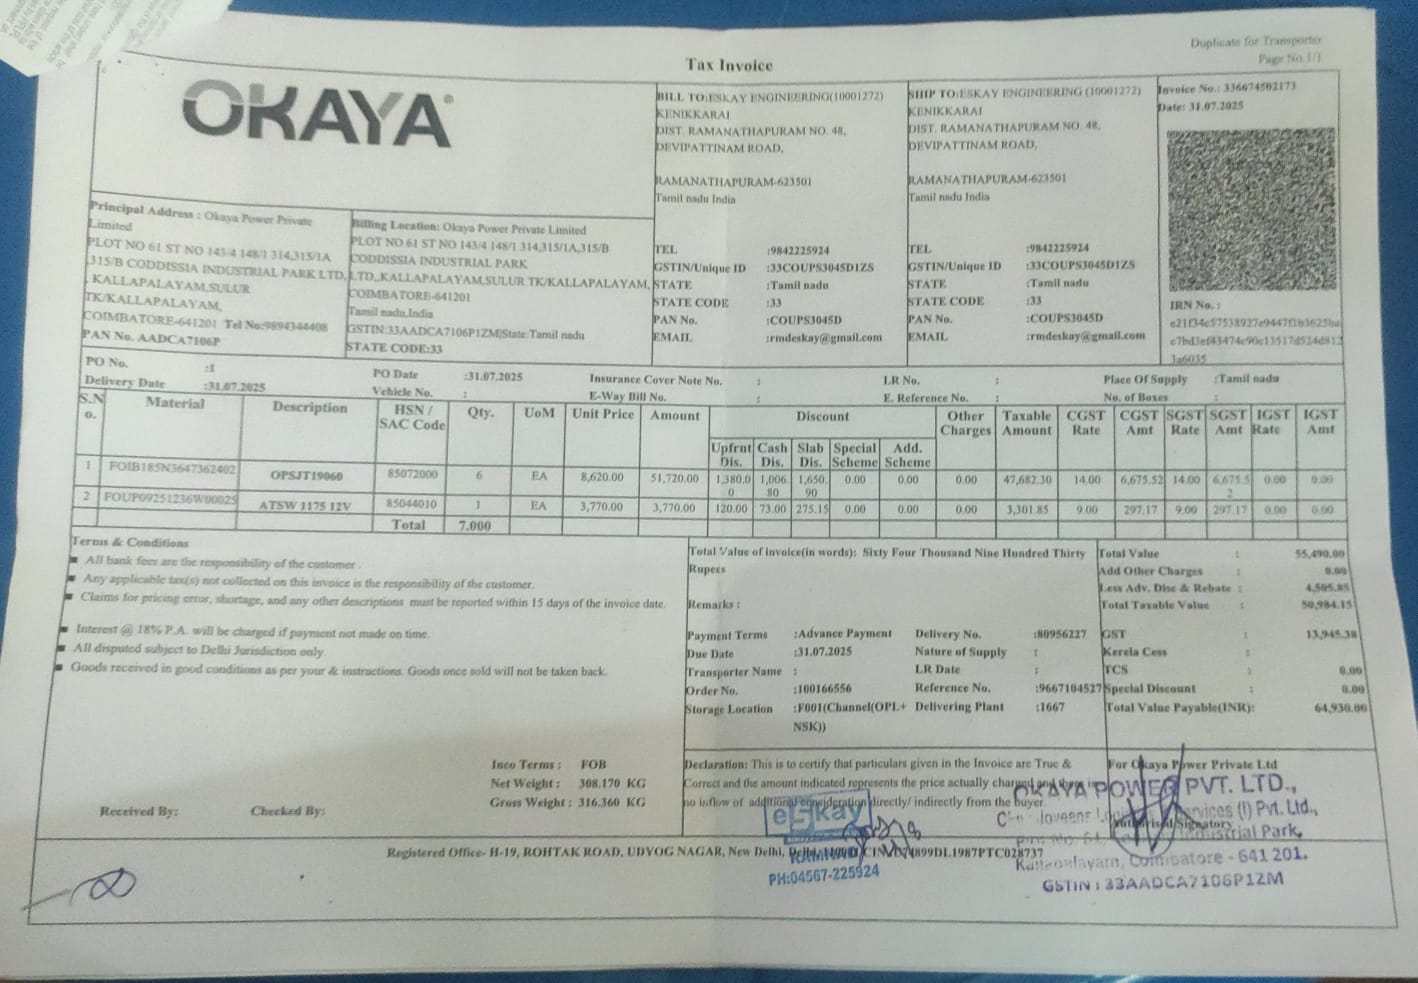 Duplicate for Transporter
Page No.1/1
Tax Invoice
OKAYA®
BILL TO:ESKAY ENGINEERING(10001272)
KENIKKARAI
DIST. RAMANATHAPURAM NO. 48,
DEVIPATTINAM ROAD,
RAMANATHAPURAM-623501
Tamil nadu India
TEL :9842225924
GSTIN/Unique ID :33COUPS3045D1ZS
STATE :Tamil nadu
STATE CODE :33
PAN No. :COUPS3045D
EMAIL :rmdeskay@gmail.com
SHIP TO:ESKAY ENGINEERING (10001272)
KENIKKARAI
DIST. RAMANATHAPURAM NO. 48,
DEVIPATTINAM ROAD,
RAMANATHAPURAM-623501
Tamil nadu India
TEL :9842225924
GSTIN/Unique ID :33COUPS3045D1ZS
STATE :Tamil nadu
STATE CODE :33
PAN No. :COUPS3045D
EMAIL :rmdeskay@gmail.com
Invoice No.: 336674502173
Date: 31.07.2025
IRN No. :
Principal Address : Okaya Power Private
Limited
PLOT NO 61 ST NO 143/4 148/1 314,315/1A
,315/B CODDISSIA INDUSTRIAL PARK LTD,
, KALLAPALAYAM,SULUR
TK/KALLAPALAYAM,
COIMBATORE-641201 Tel No:9894344408
PAN No. AADCA7106P
Billing Location: Okaya Power Private Limited
PLOT NO 61 ST NO 143/4 148/1 314,315/1A,315/B
CODDISSIA INDUSTRIAL PARK
LTD,,KALLAPALAYAM,SULUR TK/KALLAPALAYAM,
COIMBATORE-641201
Tamil nadu,India
GSTIN:33AADCA7106P1ZM|State:Tamil nadu
STATE CODE:33
PO No. :1 PO Date :31.07.2025 Insurance Cover Note No. : LR No. : Place Of Supply :Tamil nadu
Delivery Date :31.07.2025 Vehicle No. : E-Way Bill No. : E. Reference No. : No. of Boxes :
S.No. Material Description HSN / SAC Code Qty. UoM Unit Price Amount Discount Other Charges Taxable Amount CGST Rate CGST Amt SGST Rate SGST Amt IGST Rate IGST Amt
Upfrnt Dis. Cash Dis. Slab Dis. Special Scheme Add. Scheme
1 FOIB185N3647362402 OPSJT19060 85072000 6 EA 8,620.00 51,720.00 1,380.00 1,006.80 1,650.90 0.00 0.00 0.00 47,682.30 14.00 6,675.52 14.00 6,675.52 0.00 0.00
2 FOUP09251236W00025 ATSW 1175 12V 85044010 1 EA 3,770.00 3,770.00 120.00 73.00 275.15 0.00 0.00 0.00 3,301.85 9.00 297.17 9.00 297.17 0.00 0.00
Total 7.000
Terms & Conditions
■ All bank fees are the responsibility of the customer .
■ Any applicable tax(s) not collected on this invoice is the responsibility of the customer.
■ Claims for pricing error, shortage, and any other descriptions must be reported within 15 days of the invoice date.
■ Interest @ 18% P.A. will be charged if payment not made on time.
■ All disputed subject to Delhi Jurisdiction only.
■ Goods received in good conditions as per your & instructions. Goods once sold will not be taken back.
Inco Terms : FOB
Net Weight : 308.170 KG
Gross Weight : 316.360 KG
Received By: Checked By:
Total Value of invoice(in words): Sixty Four Thousand Nine Hundred Thirty
Rupees
Remarks :
Payment Terms :Advance Payment Delivery No. :80956227
Due Date :31.07.2025 Nature of Supply :
Transporter Name : LR Date :
Order No. :100166556 Reference No. :9667104527
Storage Location :F001(Channel(OPL+ Delivering Plant :1667
NSK))
Total Value : 55,490.00
Add Other Charges : 0.00
Less Adv. Disc & Rebate : 4,505.85
Total Taxable Value : 50,984.15
GST : 13,945.38
Kerela Cess :
TCS : 0.00
Special Discount : 0.00
Total Value Payable(INR): 64,930.00
Declaration: This is to certify that particulars given in the Invoice are True &
Correct and the amount indicated represents the price actually charged and there is
no inflow of additional consideration directly/ indirectly from the buyer.
For Okaya Power Private Ltd
Authorised Signatory
OKAYA POWER PVT. LTD.,
Services (I) Pvt. Ltd.,
Industrial Park,
Coimbatore - 641 201.
GSTIN : 33AADCA7106P1ZM
eskay
RAMNAD
PH:04567-225924
Registered Office- H-19, ROHTAK ROAD, UDYOG NAGAR, New Delhi,